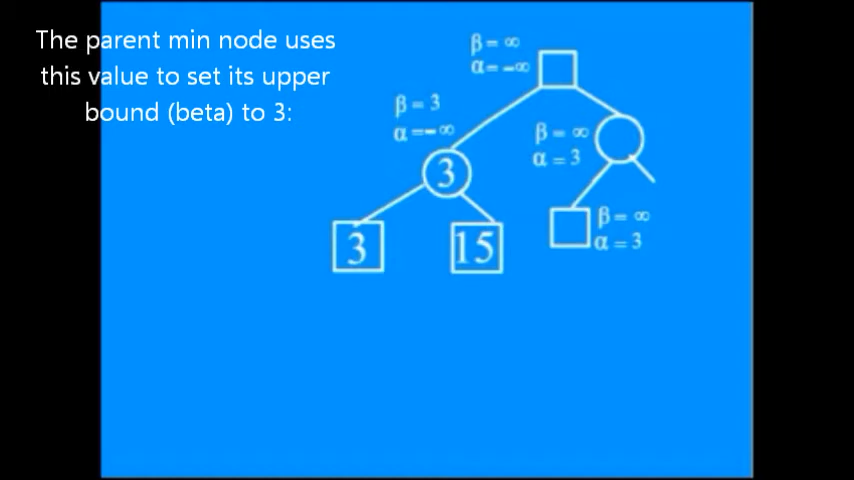 The parent min node uses
this value to set its upper
bound (beta) to 3:
β = ∞
α = -∞
β = 3
α = -∞
β = ∞
α = 3
3
β = ∞
α = 3
3
15